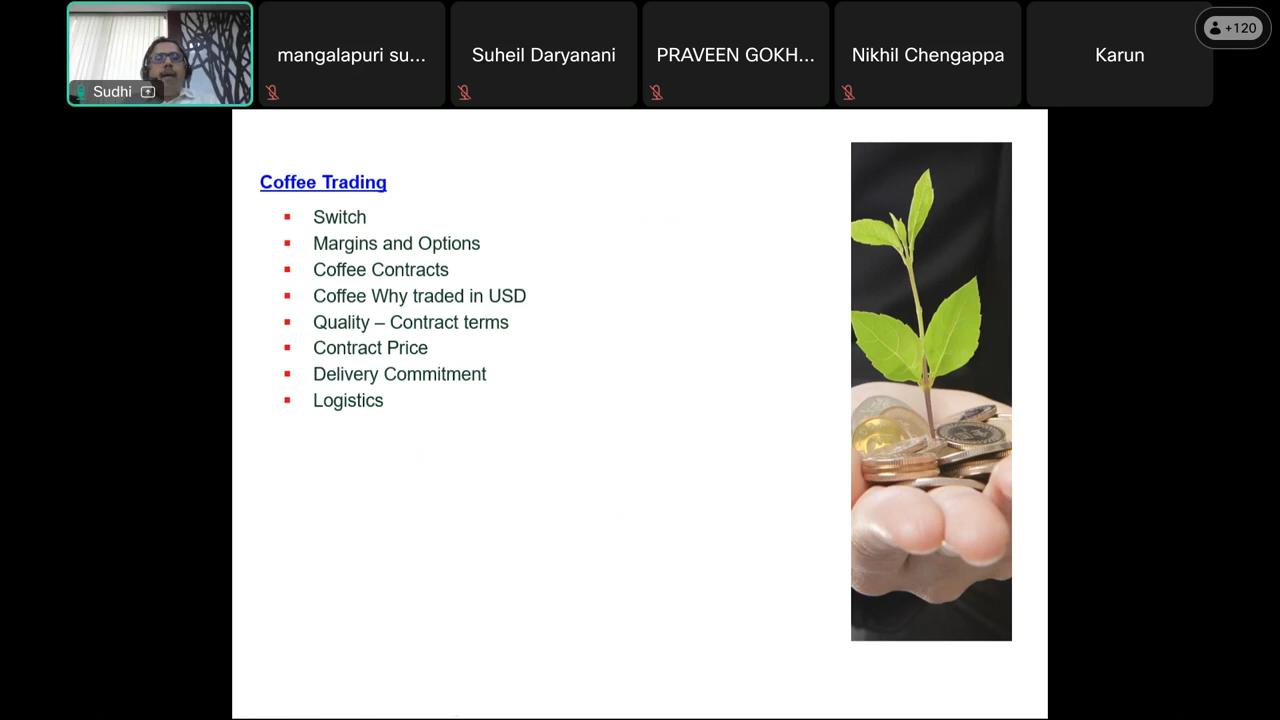 Sudhi
mangalapuri su...
Suheil Daryanani
PRAVEEN GOKH...
Nikhil Chengappa
Karun
+120
Coffee Trading
Switch
Margins and Options
Coffee Contracts
Coffee Why traded in USD
Quality – Contract terms
Contract Price
Delivery Commitment
Logistics